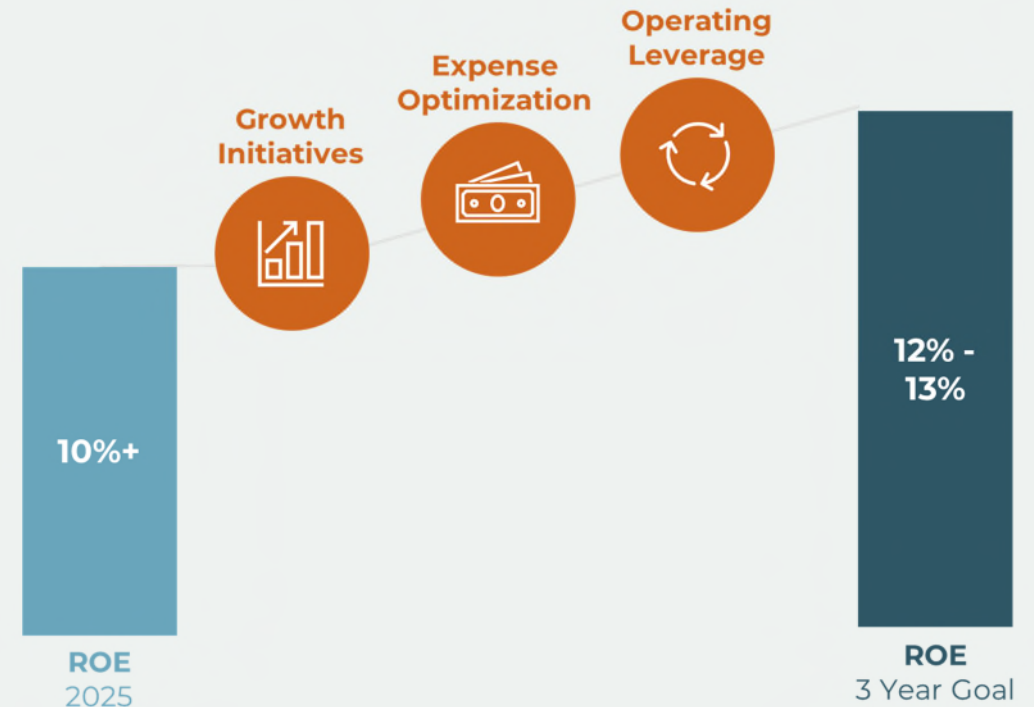 Operating
Leverage
Expense
Optimization
Growth
Initiatives
10%+
12% -
13%
ROE
2025
ROE
3 Year Goal